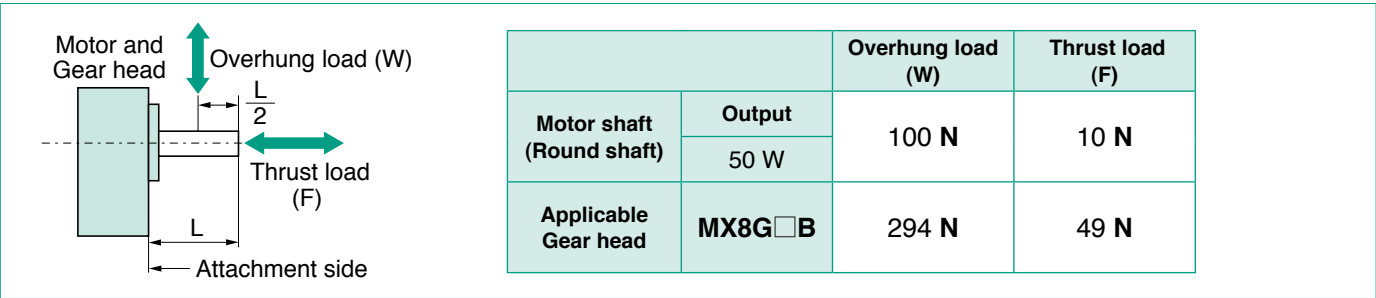 Motor and
Gear head
Overhung load (W)
L
2
Thrust load
(F)
L
Attachment side
Overhung load
(W)
Thrust load
(F)
Motor shaft
(Round shaft)
Output
50 W
100 N
10 N
Applicable
Gear head
MX8G□B
294 N
49 N